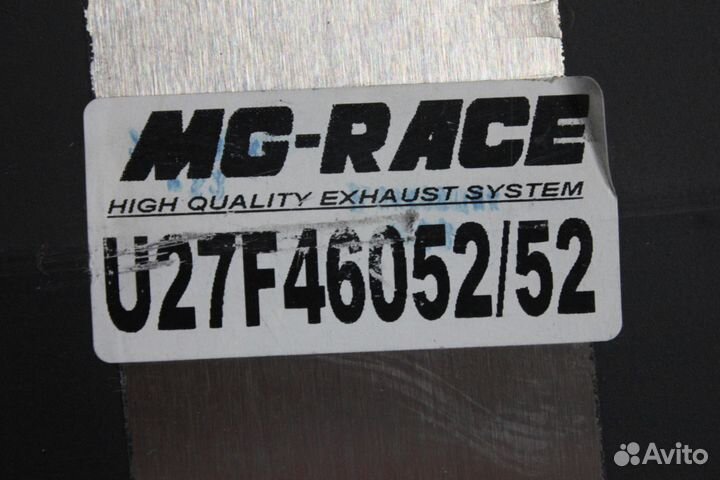 MG-RACE
HIGH QUALITY EXHAUST SYSTEM
U27F46052/52
Avito